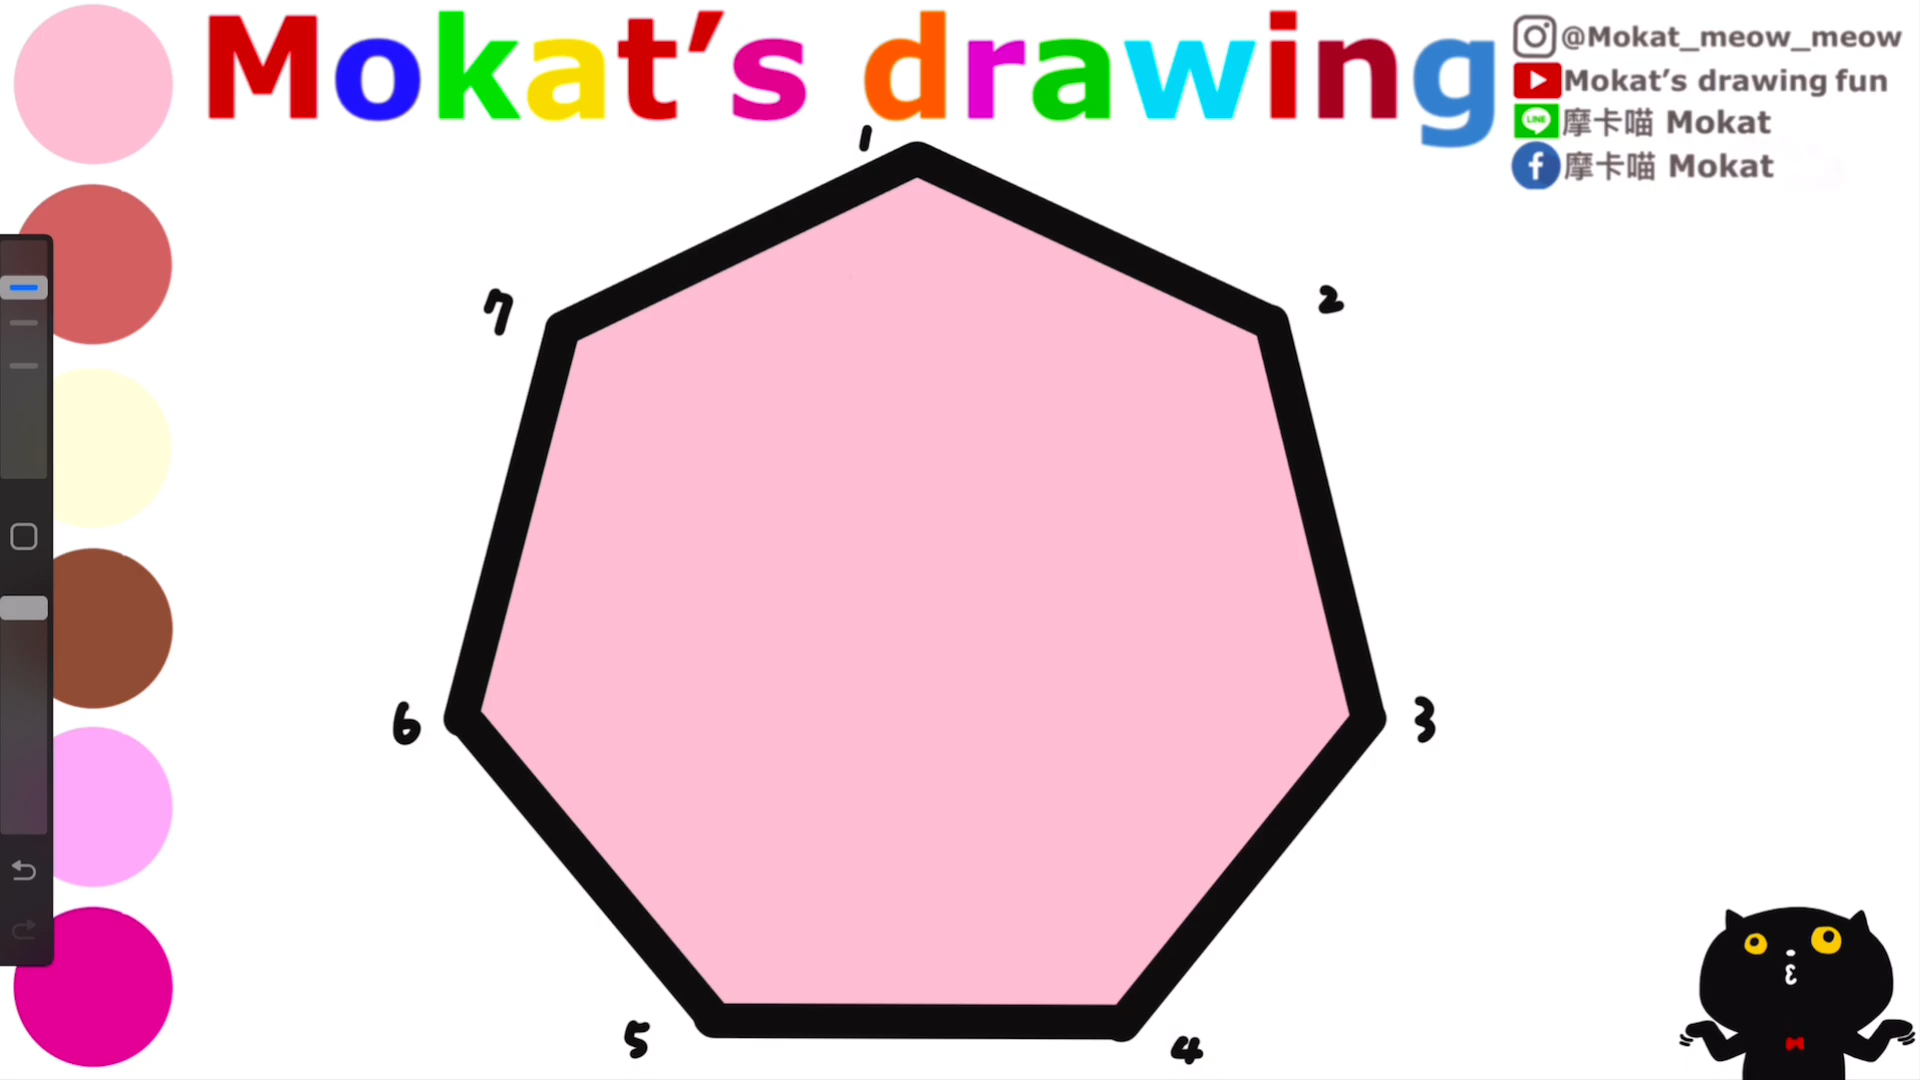 Mokat’s drawing
@Mokat_meow_meow
Mokat’s drawing fun
LINE
摩卡喵 Mokat
摩卡喵 Mokat
1
2
3
4
5
6
7